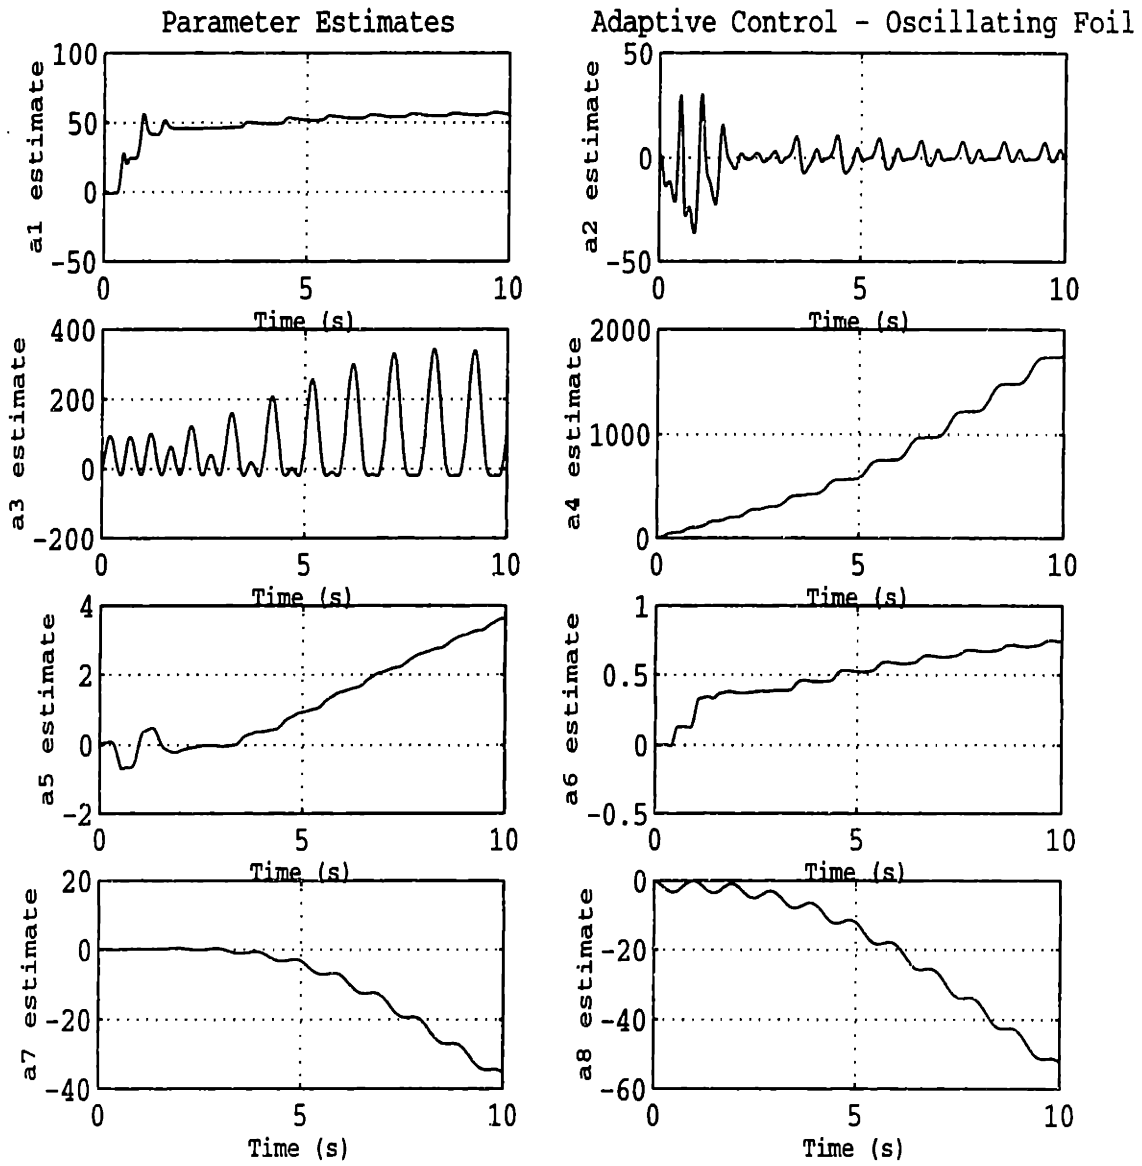 Parameter Estimates
Adaptive Control - Oscillating Foil
100
50
0
-50
a1 estimate
0 5 10
Time (s)
50
0
-50
a2 estimate
0 5 10
Time (s)
400
200
0
-200
a3 estimate
0 5 10
Time (s)
2000
1000
0
a4 estimate
0 5 10
Time (s)
4
2
0
-2
a5 estimate
0 5 10
Time (s)
1
0.5
0
-0.5
a6 estimate
0 5 10
Time (s)
20
0
-20
-40
a7 estimate
0 5 10
Time (s)
0
-20
-40
-60
a8 estimate
0 5 10
Time (s)